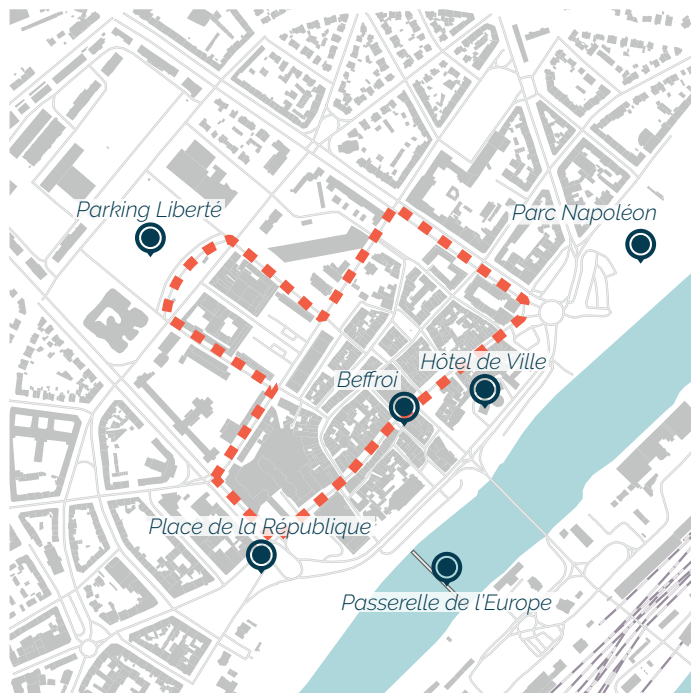 Parking Liberté
Parc Napoléon
Hôtel de Ville
Beffroi
Place de la République
Passerelle de l'Europe